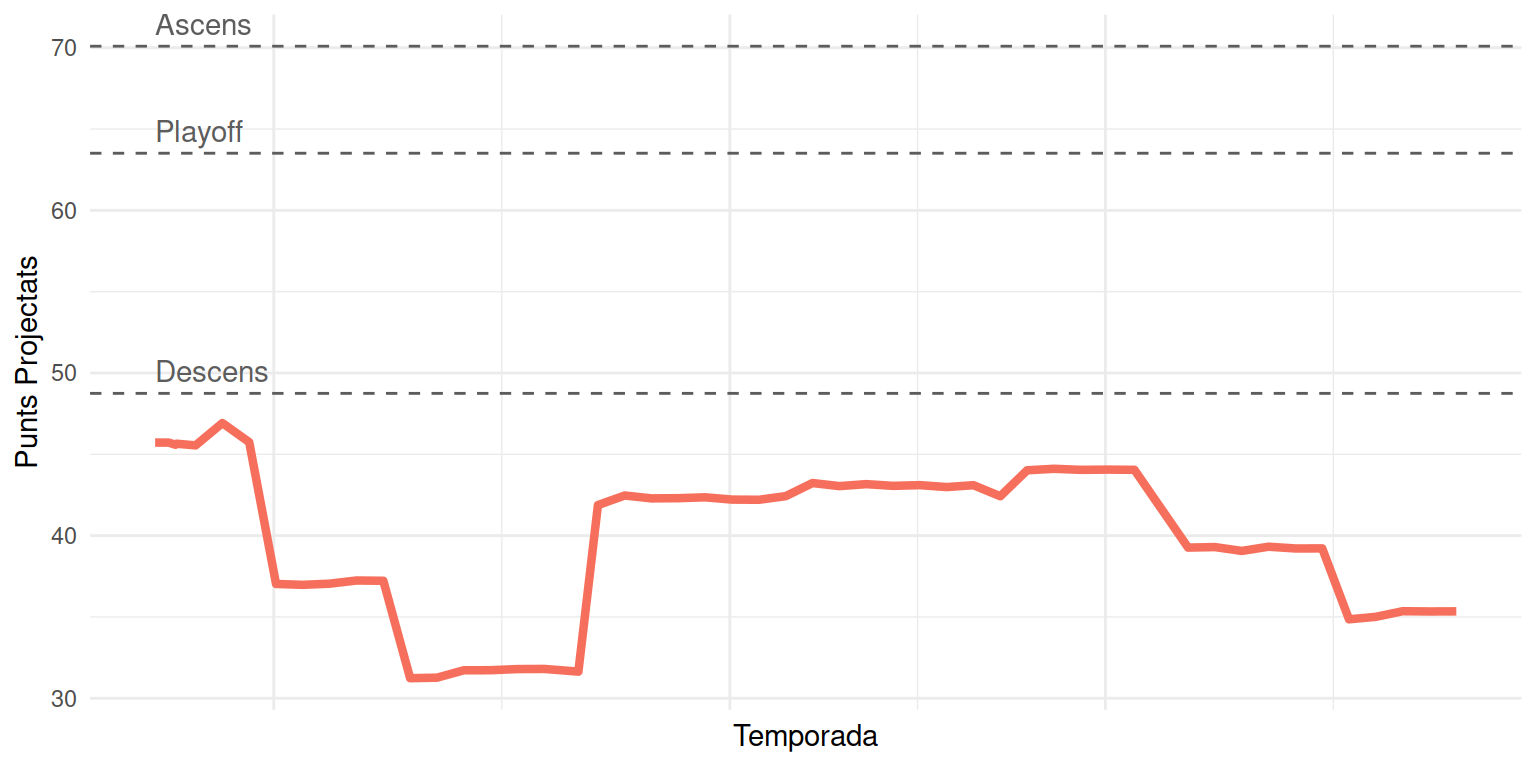 Ascens
70
Playoff
60
Descens
50
40
30
Punts Projectats
Temporada